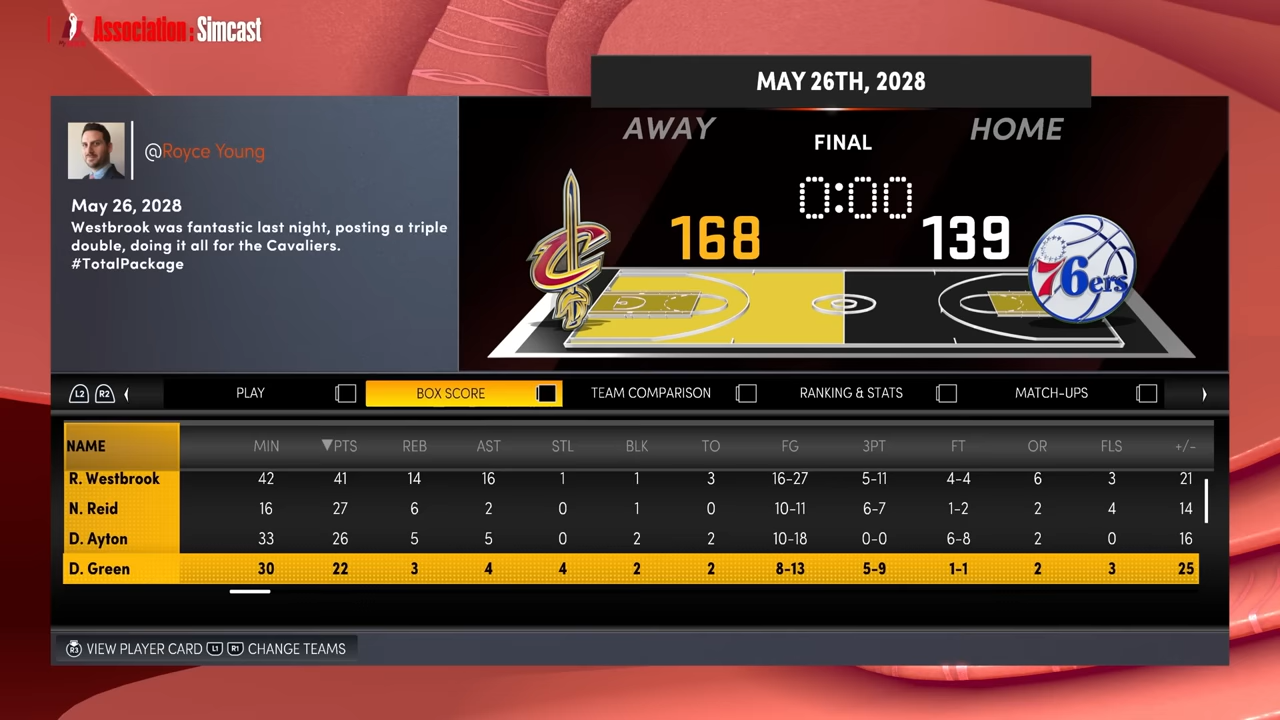 Association: Simcast
MAY 26TH, 2028
@Royce Young
May 26, 2028
Westbrook was fantastic last night, posting a triple
double, doing it all for the Cavaliers.
#TotalPackage
AWAY
FINAL
HOME
0:00
168
139
C
76ers
L2 R2 PLAY BOX SCORE TEAM COMPARISON RANKING & STATS MATCH-UPS
NAME MIN ▼PTS REB AST STL BLK TO FG 3PT FT OR FLS +/-
R. Westbrook 42 41 14 16 1 1 3 16-27 5-11 4-4 6 3 21
N. Reid 16 27 6 2 0 1 0 10-11 6-7 1-2 2 4 14
D. Ayton 33 26 5 5 0 2 2 10-18 0-0 6-8 2 0 16
D. Green 30 22 3 4 4 2 2 8-13 5-9 1-1 2 3 25
R3 VIEW PLAYER CARD L1 R1 CHANGE TEAMS